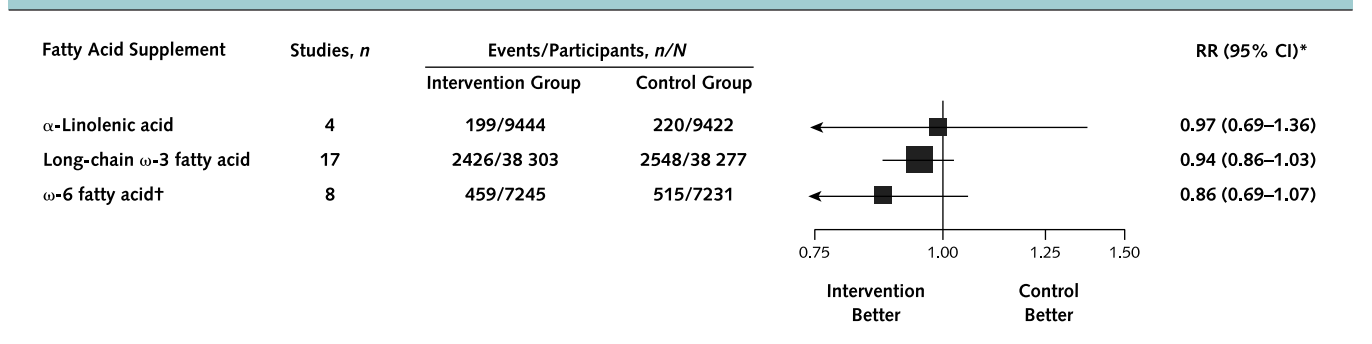 Fatty Acid Supplement Studies, n Events/Participants, n/N RR (95% CI)*
Intervention Group Control Group
α-Linolenic acid 4 199/9444 220/9422 0.97 (0.69–1.36)
Long-chain ω-3 fatty acid 17 2426/38 303 2548/38 277 0.94 (0.86–1.03)
ω-6 fatty acid† 8 459/7245 515/7231 0.86 (0.69–1.07)
0.75 1.00 1.25 1.50
Intervention Control
Better Better